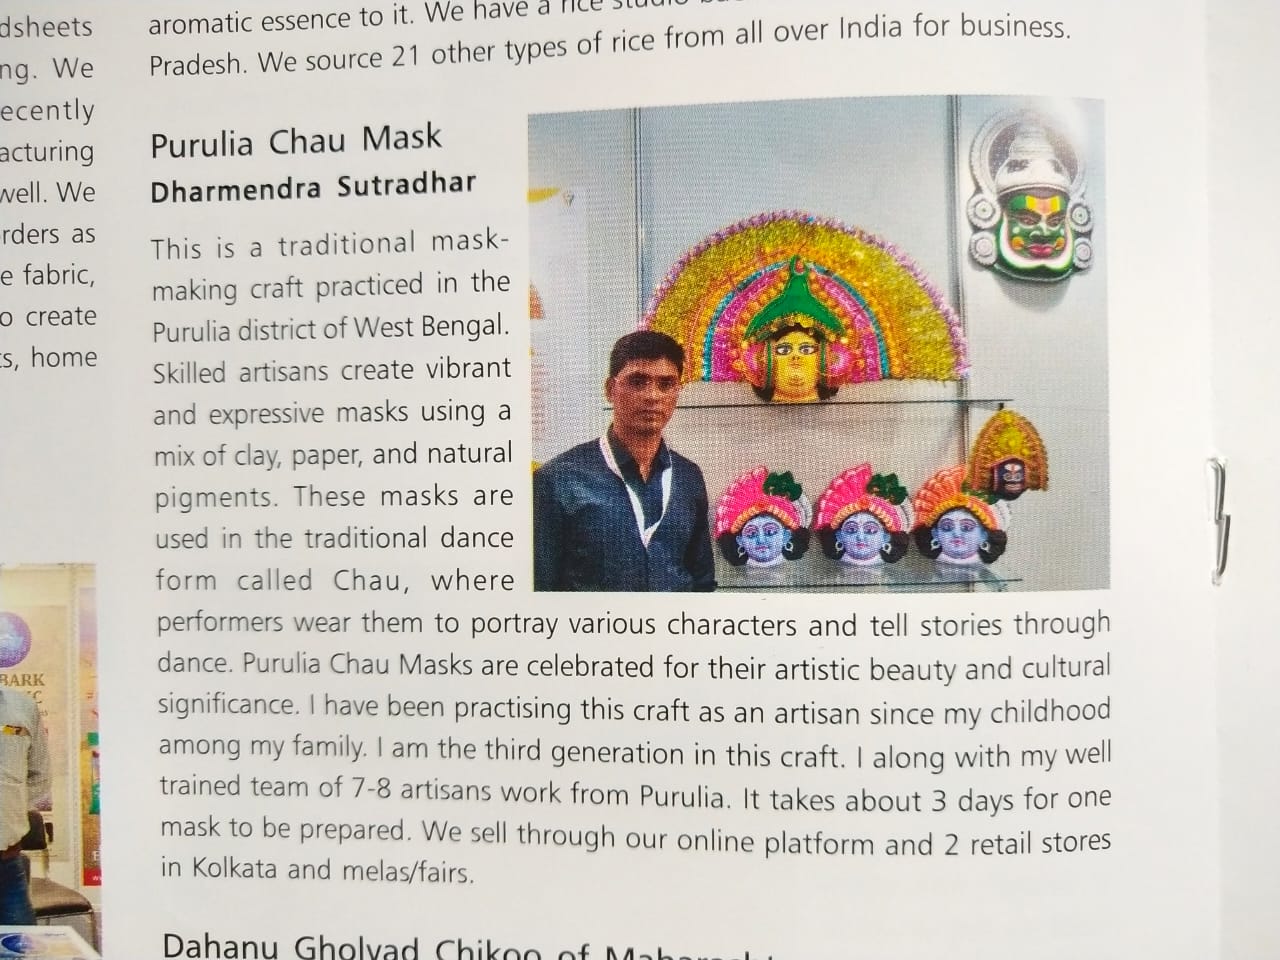 dsheets
ng. We
ecently
acturing
well. We
rders as
e fabric,
o create
s, home
BARK
aromatic essence to it. We have a rice studio
Pradesh. We source 21 other types of rice from all over India for business.
Purulia Chau Mask
Dharmendra Sutradhar
This is a traditional mask-
making craft practiced in the
Purulia district of West Bengal.
Skilled artisans create vibrant
and expressive masks using a
mix of clay, paper, and natural
pigments. These masks are
used in the traditional dance
form called Chau, where
performers wear them to portray various characters and tell stories through
dance. Purulia Chau Masks are celebrated for their artistic beauty and cultural
significance. I have been practising this craft as an artisan since my childhood
among my family. I am the third generation in this craft. I along with my well
trained team of 7-8 artisans work from Purulia. It takes about 3 days for one
mask to be prepared. We sell through our online platform and 2 retail stores
in Kolkata and melas/fairs.
Dahanu Gholvad Chikoo of